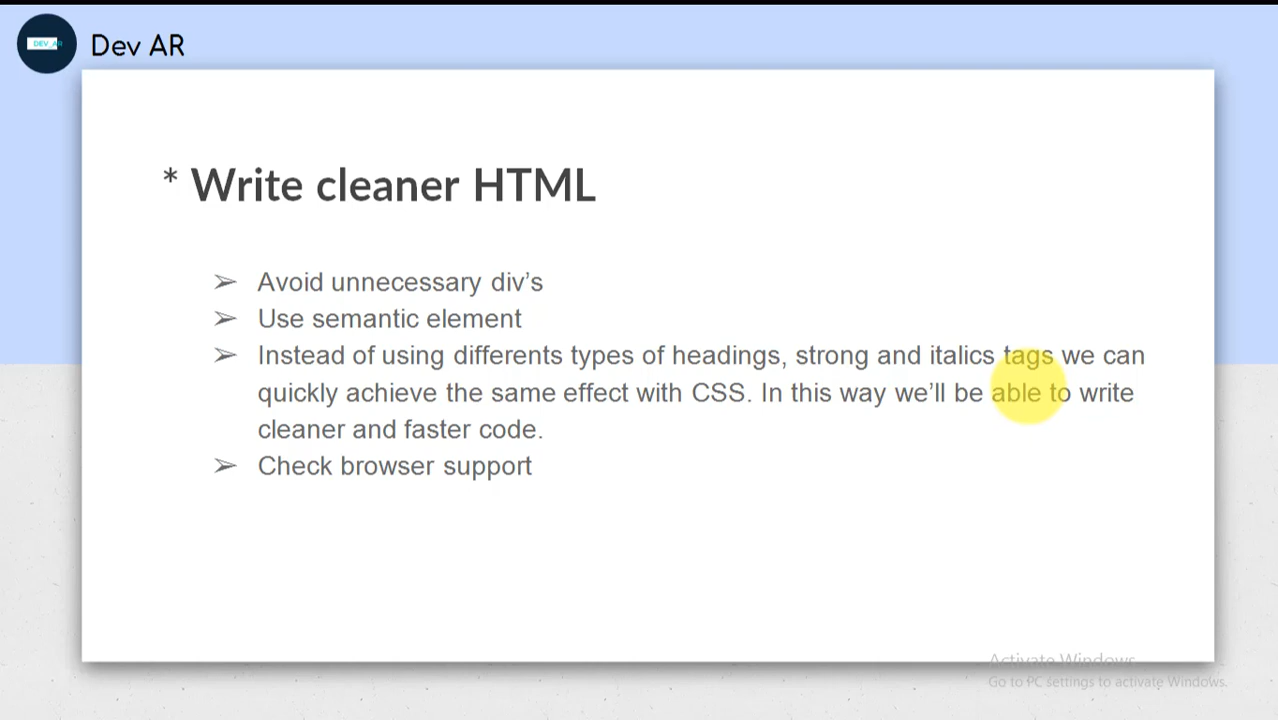 DEV_AR
Dev AR
* Write cleaner HTML
➢ Avoid unnecessary div’s
➢ Use semantic element
➢ Instead of using differents types of headings, strong and italics tags we can
quickly achieve the same effect with CSS. In this way we’ll be able to write
cleaner and faster code.
➢ Check browser support
Activate Windows
Go to PC settings to activate Windows.